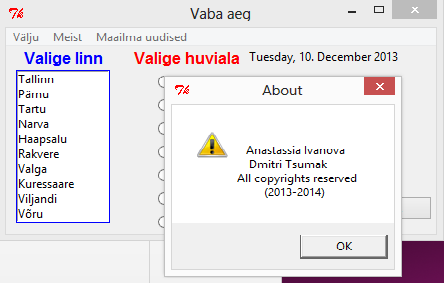 Vaba aeg
Välju Meist Maailma uudised
Valige linn
Valige huviala
Tuesday, 10. December 2013
Tallinn
Pärnu
Tartu
Narva
Haapsalu
Rakvere
Valga
Kuressaare
Viljandi
Võru
About
Anastassia Ivanova
Dmitri Tsumak
All copyrights reserved
(2013-2014)
OK